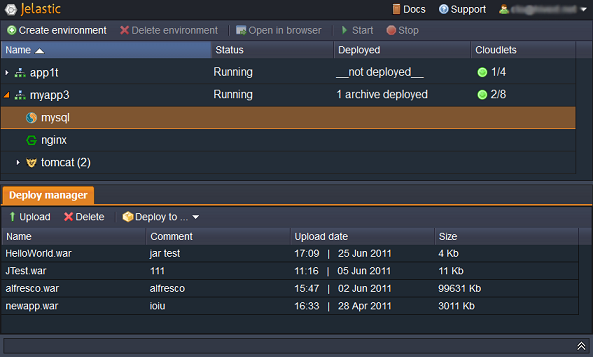 Jelastic Docs Support
Create environment Delete environment Open in browser Start Stop
Name Status Deployed Cloudlets
app1t Running __not deployed__ 1/4
myapp3 Running 1 archive deployed 2/8
mysql
nginx
tomcat (2)
Deploy manager
Upload Delete Deploy to ...
Name Comment Upload date Size
HelloWorld.war jar test 17:09 | 25 Jun 2011 4 Kb
JTest.war 111 11:16 | 05 Jun 2011 11 Kb
alfresco.war alfresco 15:47 | 02 Jun 2011 99631 Kb
newapp.war ioiu 16:33 | 28 Apr 2011 3011 Kb